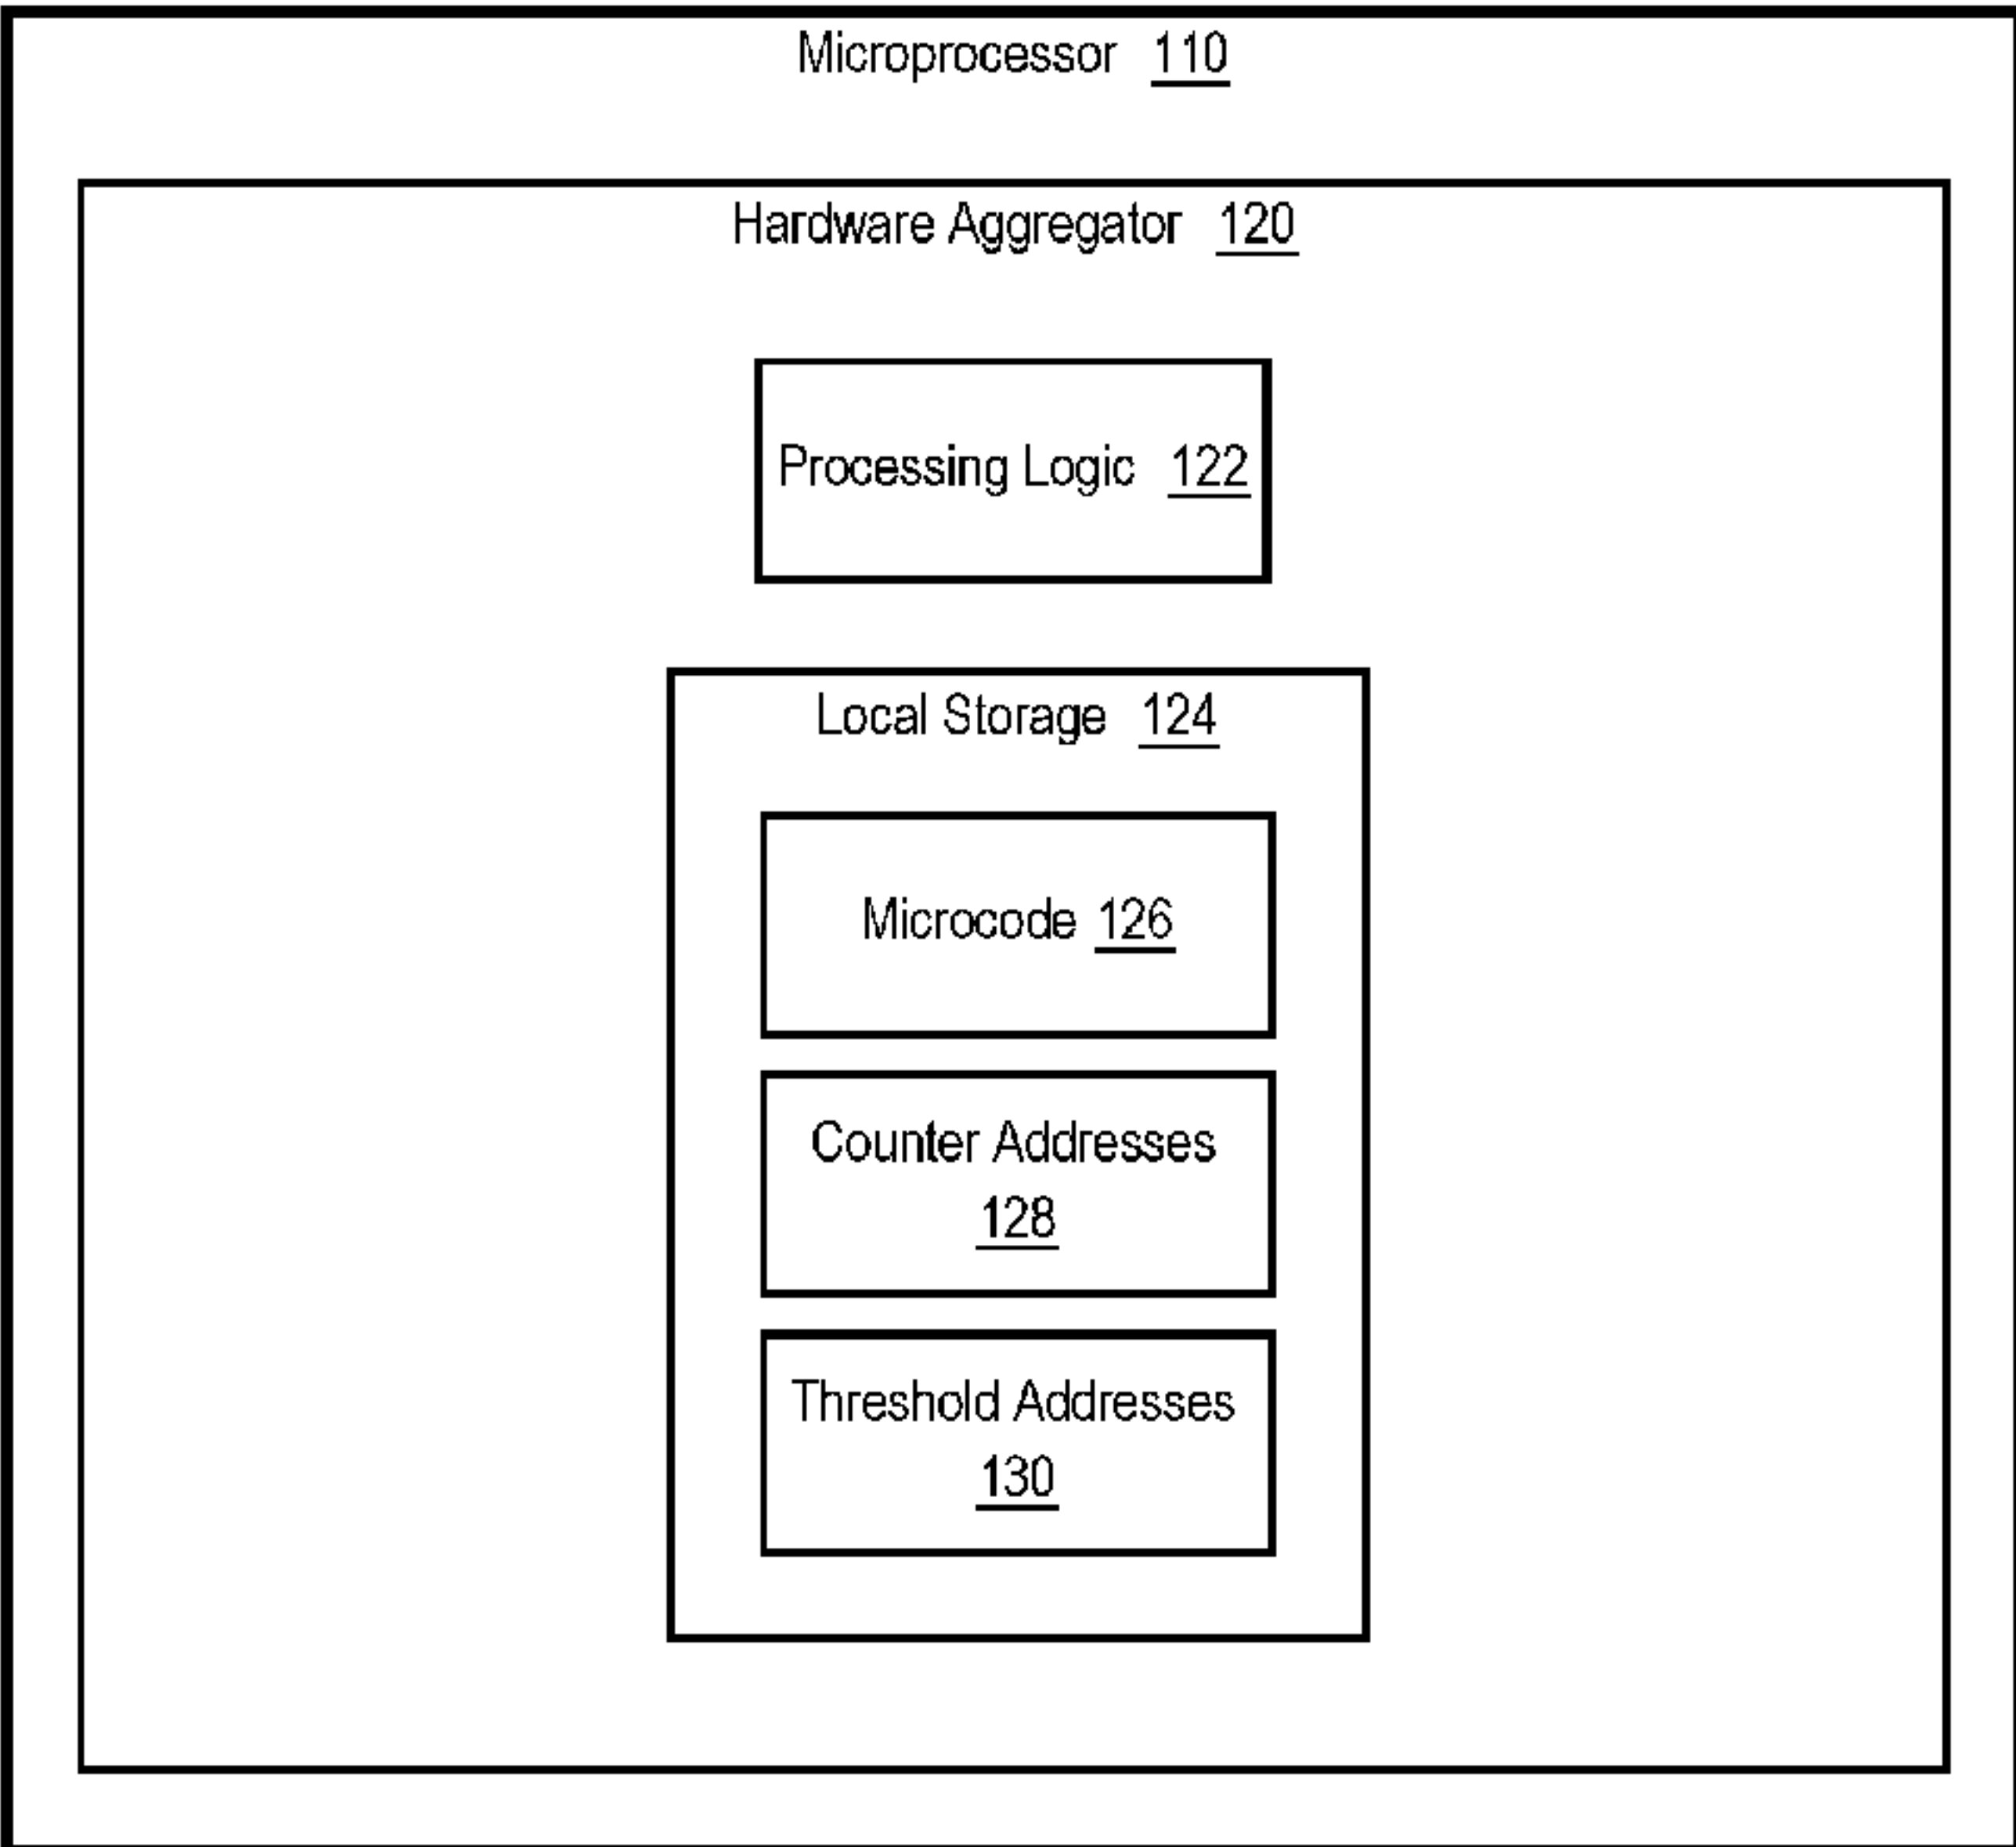 Microprocessor 110
Hardware Aggregator 120
Processing Logic 122
Local Storage 124
Microcode 126
Counter Addresses
128
Threshold Addresses
130